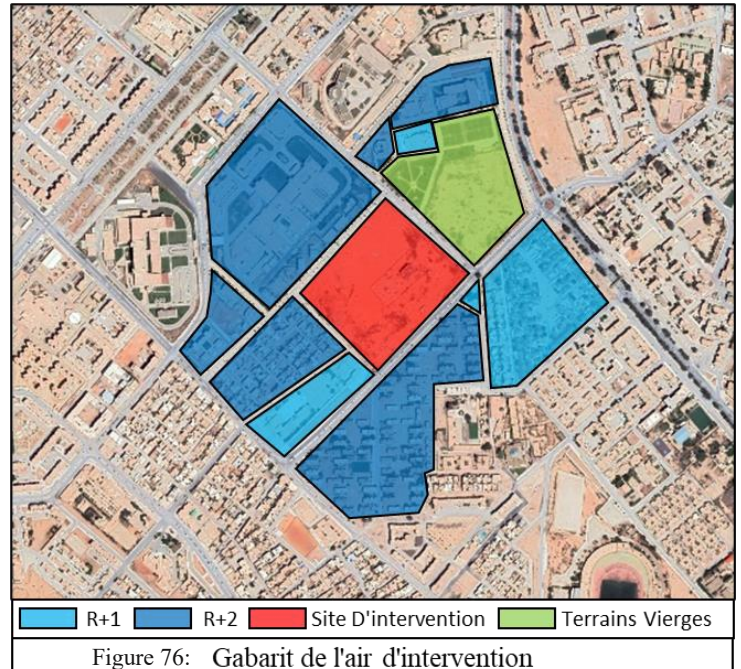 R+1 R+2 Site D'intervention Terrains Vierges
Figure 76: Gabarit de l'air d'intervention